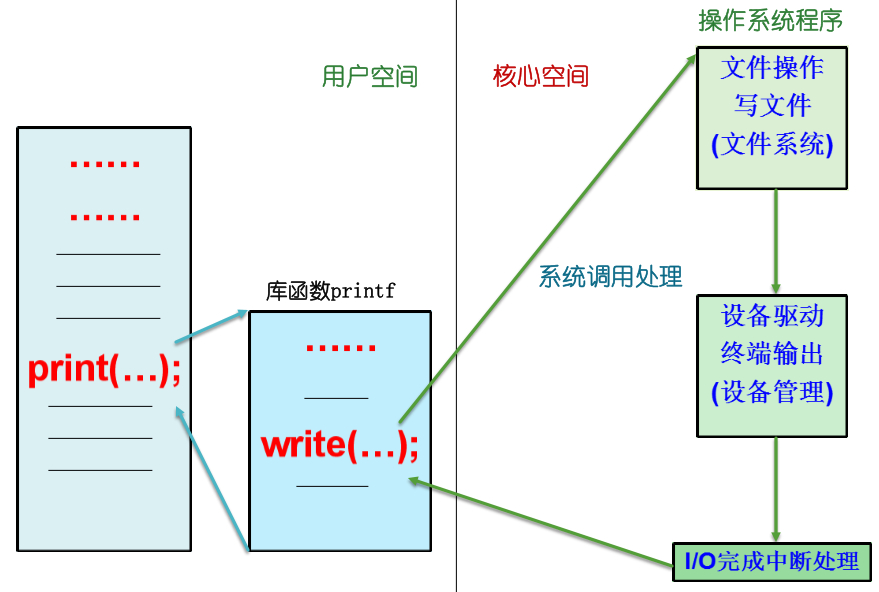 操作系统程序
用户空间
核心空间
文件操作
写文件
(文件系统)
……
……
print(…);
库函数printf
……
write(…);
系统调用处理
设备驱动
终端输出
(设备管理)
I/O完成中断处理